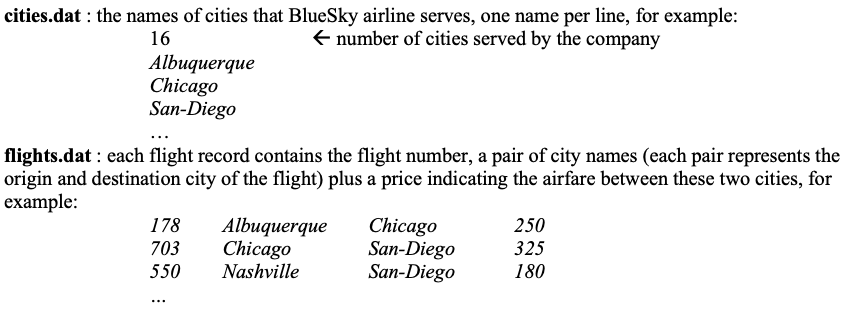 cities.dat : the names of cities that BlueSky airline serves, one name per line, for example:
16 ← number of cities served by the company
Albuquerque
Chicago
San-Diego
...
flights.dat : each flight record contains the flight number, a pair of city names (each pair represents the
origin and destination city of the flight) plus a price indicating the airfare between these two cities, for
example:
178 Albuquerque Chicago 250
703 Chicago San-Diego 325
550 Nashville San-Diego 180
...